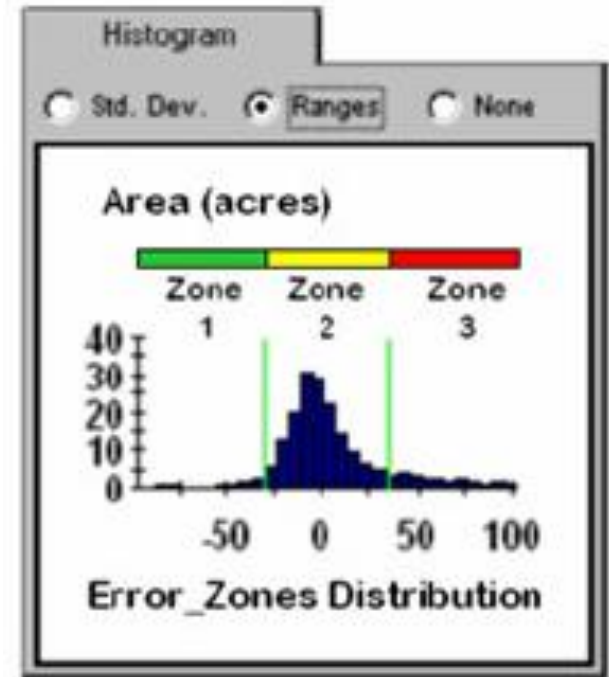 Histogram
Std. Dev. Ranges None
Area (acres)
Zone Zone Zone
1 2 3
40
30
20
10
0
-50 0 50 100
Error_Zones Distribution